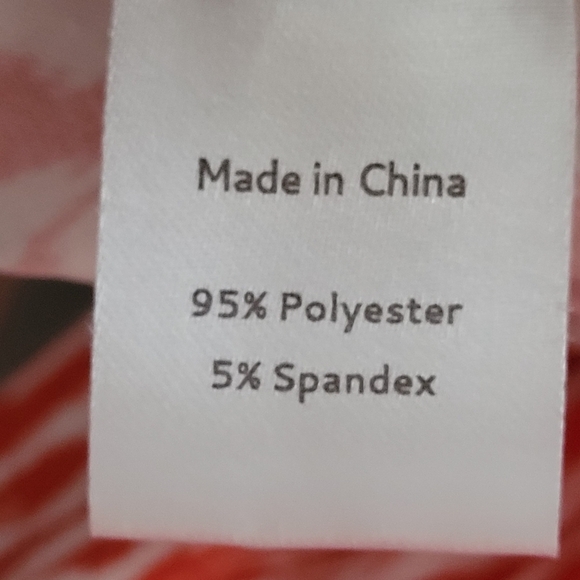 Made in China
95% Polyester
5% Spandex